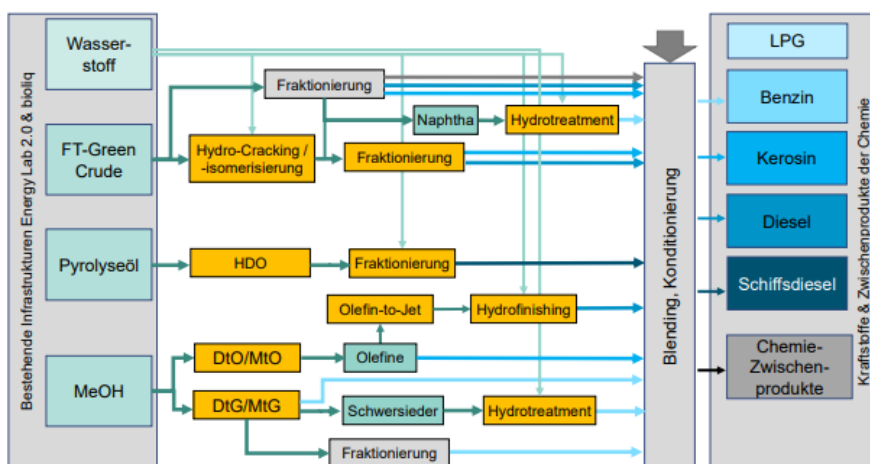 Bestehende Infrastrukturen Energy Lab 2.0 & bioliq
Wasser-
stoff
FT-Green
Crude
Pyrolyseöl
MeOH
Fraktionierung
Naphtha
Hydrotreatment
Hydro-Cracking /
-isomerisierung
Fraktionierung
HDO
Fraktionierung
Olefin-to-Jet
Hydrofinishing
DtO/MtO
Olefine
DtG/MtG
Schwersieder
Hydrotreatment
Fraktionierung
Blending, Konditionierung
LPG
Benzin
Kerosin
Diesel
Schiffsdiesel
Chemie-
Zwischen-
produkte
Kraftstoffe & Zwischenprodukte der Chemie